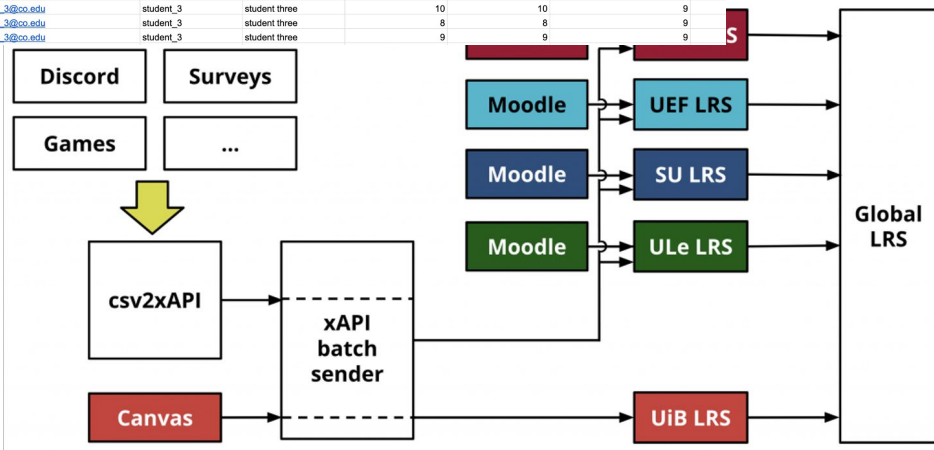 _3@co.edu student_3 student three 10 10 9
_3@co.edu student_3 student three 8 8 9
_3@co.edu student_3 student three 9 9 9
S
Discord Surveys
Moodle UEF LRS
Games ...
Moodle SU LRS
Global
LRS
Moodle ULe LRS
csv2xAPI
xAPI
batch
sender
Canvas
UiB LRS